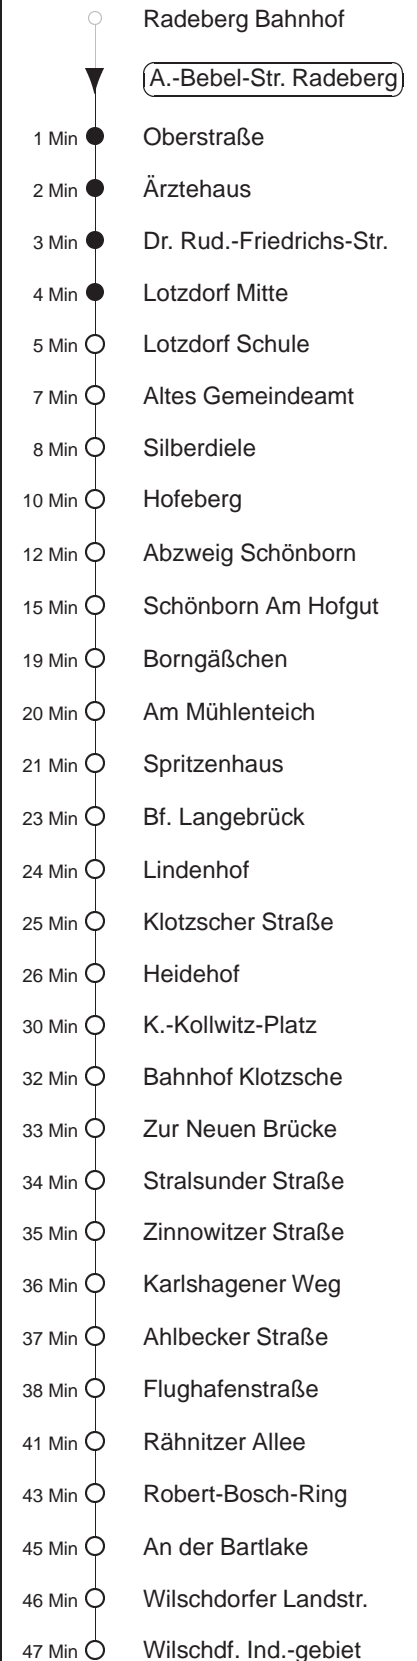 Radeberg Bahnhof
A.-Bebel-Str. Radeberg
1 Min Oberstraße
2 Min Ärztehaus
3 Min Dr. Rud.-Friedrichs-Str.
4 Min Lotzdorf Mitte
5 Min Lotzdorf Schule
7 Min Altes Gemeindeamt
8 Min Silberdiele
10 Min Hofeberg
12 Min Abzweig Schönborn
15 Min Schönborn Am Hofgut
19 Min Borngäßchen
20 Min Am Mühlenteich
21 Min Spritzenhaus
23 Min Bf. Langebrück
24 Min Lindenhof
25 Min Klotzscher Straße
26 Min Heidehof
30 Min K.-Kollwitz-Platz
32 Min Bahnhof Klotzsche
33 Min Zur Neuen Brücke
34 Min Stralsunder Straße
35 Min Zinnowitzer Straße
36 Min Karlshagener Weg
37 Min Ahlbecker Straße
38 Min Flughafenstraße
41 Min Rähnitzer Allee
43 Min Robert-Bosch-Ring
45 Min An der Bartlake
46 Min Wilschdorfer Landstr.
47 Min Wilschdf. Ind.-gebiet